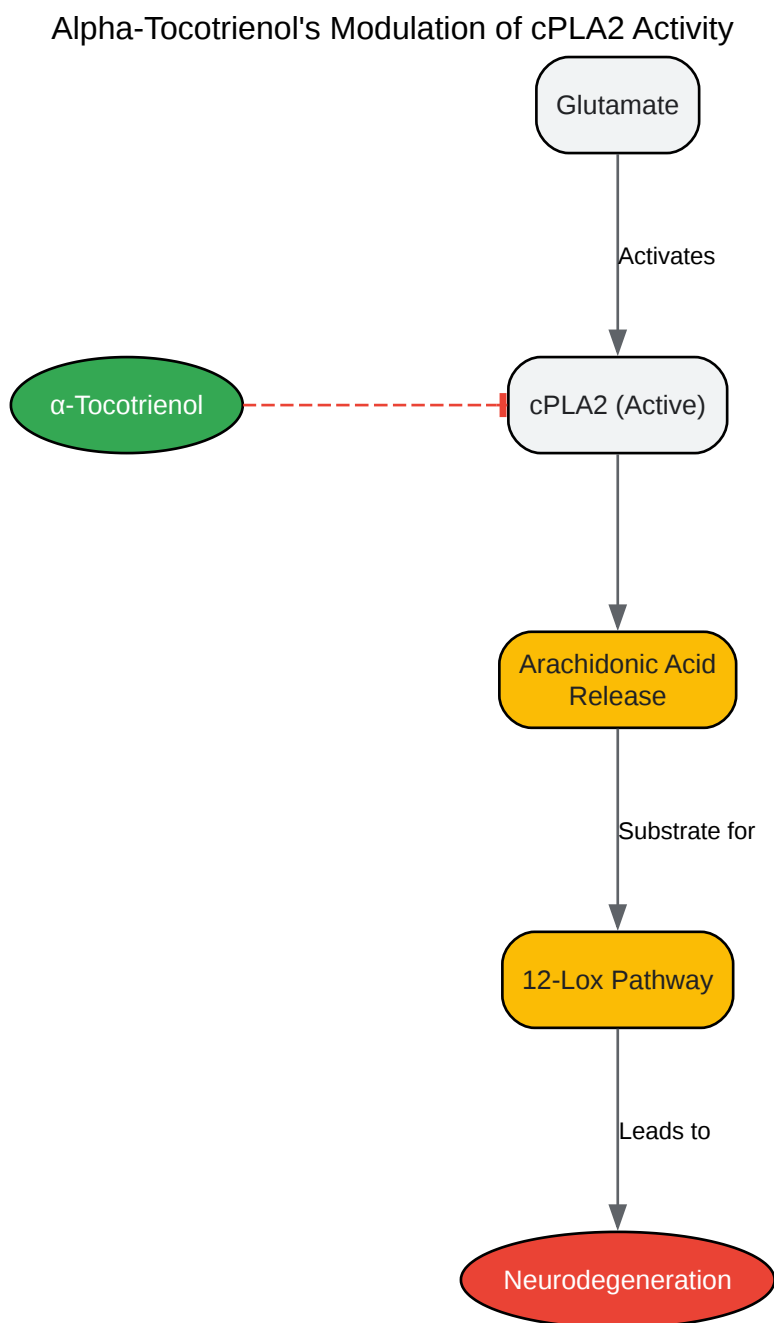 Alpha-Tocotrienol's Modulation of cPLA2 Activity
Glutamate
Activates
α-Tocotrienol
cPLA2 (Active)
Arachidonic Acid
Release
Substrate for
12-Lox Pathway
Leads to
Neurodegeneration